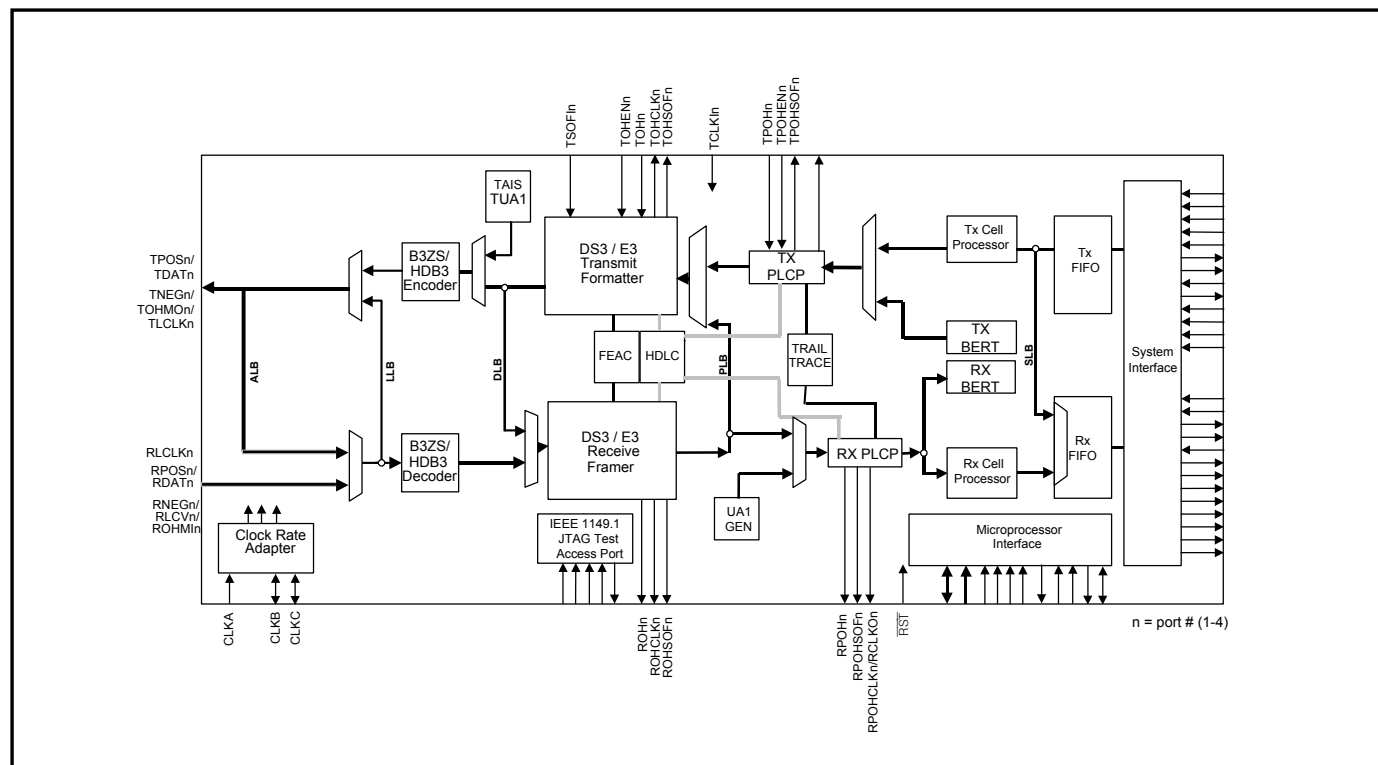 TSOFIn
TOHENn
TOHn
TOHCLKn
TOHSOFn
TCLKIn
TPOHn
TPOHENn
TPOHSOFn
TAIS
TUA1
TPOSn/
TDATn
TNEGn/
TOHMOn/
TLCLKn
B3ZS/
HDB3
Encoder
DS3 / E3
Transmit
Formatter
TX
PLCP
Tx Cell
Processor
Tx
FIFO
TX
BERT
RX
BERT
FEAC
HDLC
TRAIL
TRACE
ALB
LLB
DLB
PLB
SLB
System
Interface
RLCLKn
RPOSn/
RDATn
RNEGn/
RLCVn/
ROHMIn
B3ZS/
HDB3
Decoder
DS3 / E3
Receive
Framer
RX PLCP
Rx Cell
Processor
Rx
FIFO
UA1
GEN
Clock Rate
Adapter
IEEE 1149.1
JTAG Test
Access Port
Microprocessor
Interface
CLKA
CLKB
CLKC
ROHn
ROHCLKn
ROHSOFn
RPOHn
RPOHSOFn
RPOHCLKn/RCLKOn
RST
n = port # (1-4)